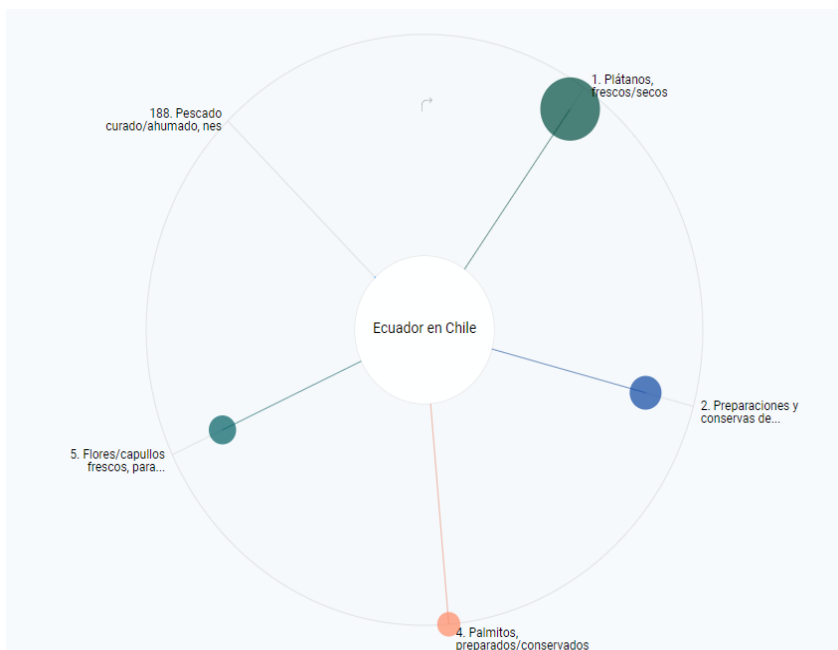 1. Plátanos,
frescos/secos
188. Pescado
curado/ahumado, nes
Ecuador en Chile
2. Preparaciones y
conservas de...
5. Flores/capullos
frescos, para...
4. Palmitos,
preparados/conservados